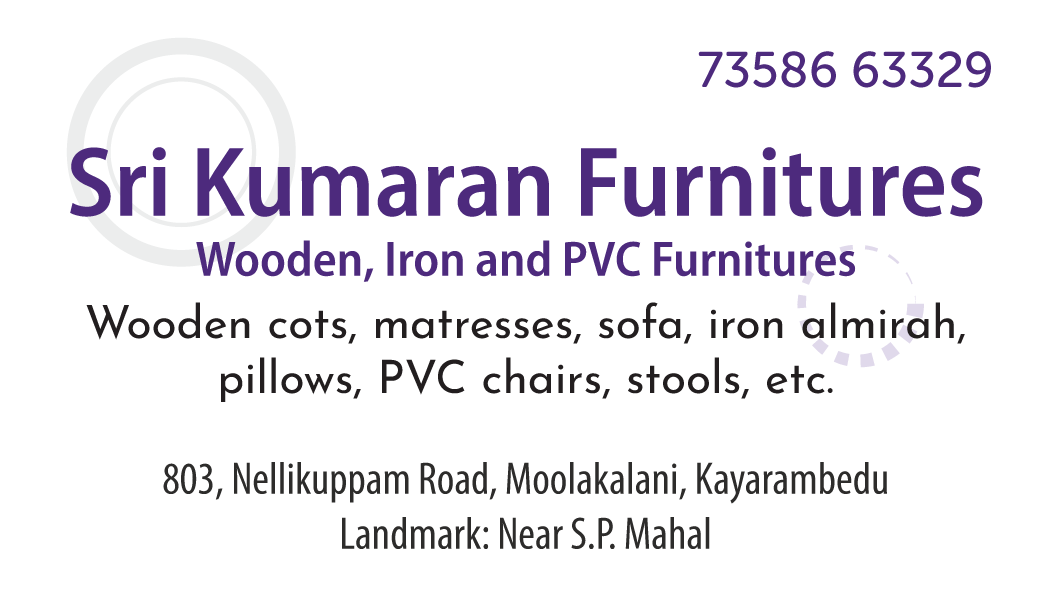 73586 63329
Sri Kumaran Furnitures
Wooden, Iron and PVC Furnitures
Wooden cots, matresses, sofa, iron almirah,
pillows, PVC chairs, stools, etc.
803, Nellikuppam Road, Moolakalani, Kayarambedu
Landmark: Near S.P. Mahal